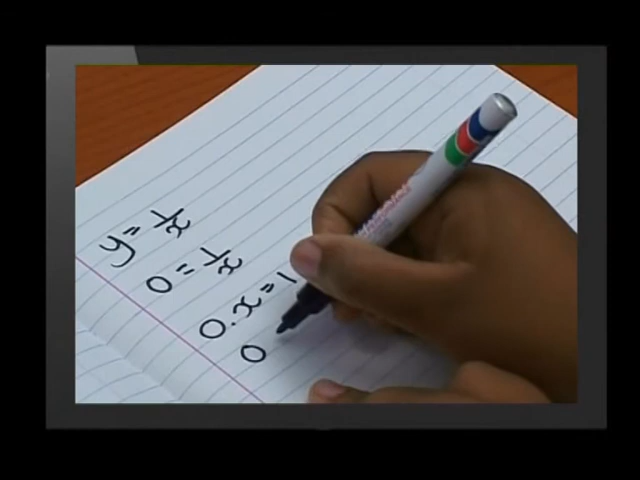 y = 1/x
0 = 1/x
0.x = 1
0